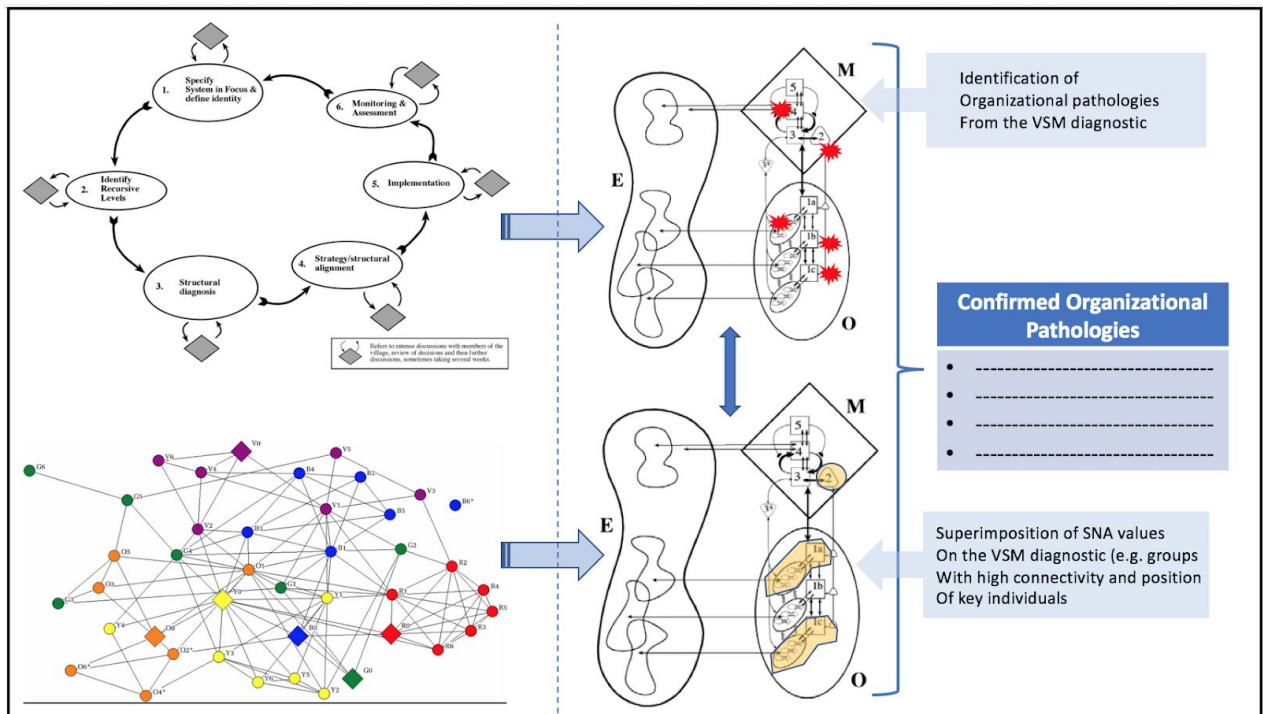 1.
Specify
System in Focus &
define identity
6. Monitoring &
Assessment
2.
Identify
Recursive
Levels
5. Implementation
3.
Structural
diagnosis
4. Strategy/structural
alignment
Refers to intense discussions with members of the
village, review of decisions and then further
discussions, sometimes taking several weeks.
E
M
5
4
3
2
3*
1a
1b
1c
O
Identification of
Organizational pathologies
From the VSM diagnostic
Confirmed Organizational
Pathologies
• ----------------------------------
• ----------------------------------
• ----------------------------------
• ----------------------------------
G6
V6
V4
V0
V5
B4
B2
V3
B6*
G5
V1
B5
V2
B3
B1
G2
O5
G4
O1
R2
O3
G1
R1
R4
G3
Y0
Y1
R5
Y4
O0
B0
R0
R3
O2*
Y3
R6
O6*
G0
Y6
Y5
O4*
Y2
E
M
5
4
3
2
3*
1a
1b
1c
O
Superimposition of SNA values
On the VSM diagnostic (e.g. groups
With high connectivity and position
Of key individuals